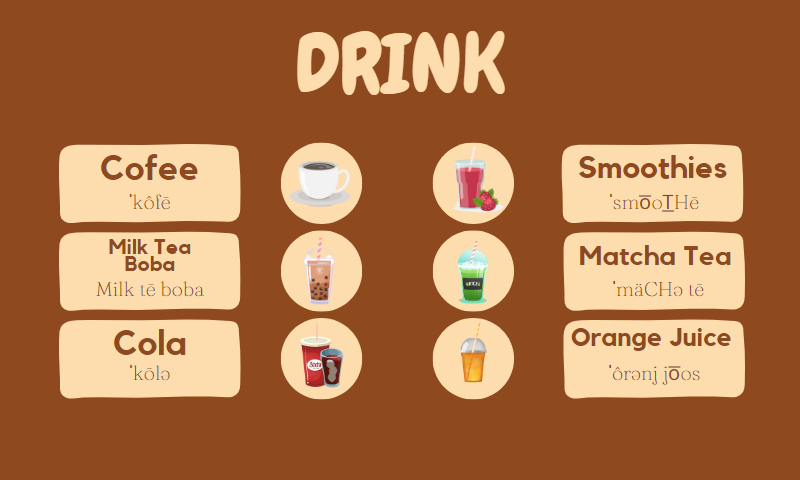 DRINK
Cofee
ˈkôfē
Milk Tea
Boba
Milk tē boba
Cola
ˈkōlə
Soda
Smoothies
ˈsmo͞oT͟Hē
Matcha Tea
ˈmäCHə tē
Orange Juice
ˈôrənj jo͞os